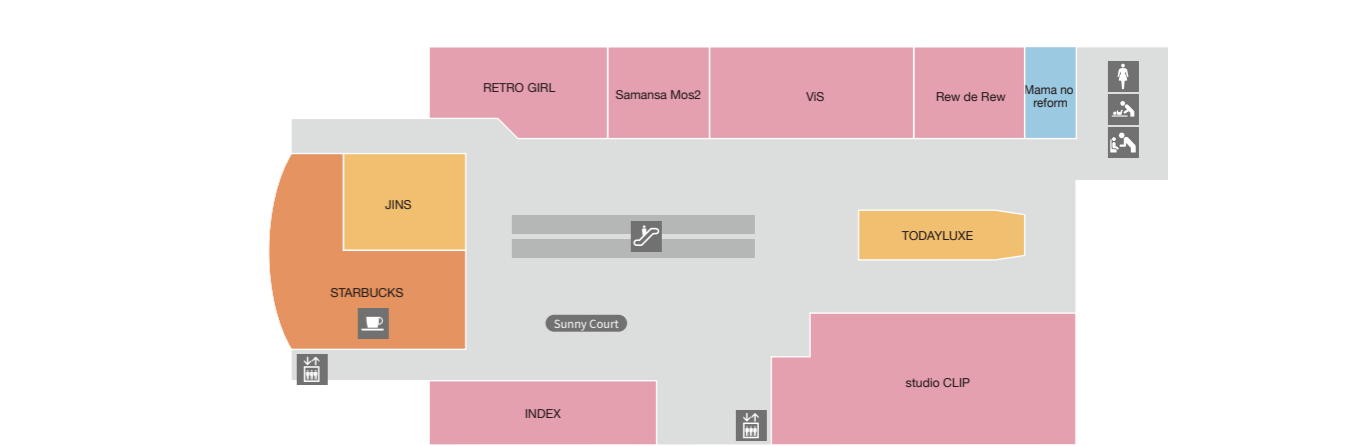 RETRO GIRL
Samansa Mos2
ViS
Rew de Rew
Mama no
reform
JINS
TODAYLUXE
STARBUCKS
Sunny Court
studio CLIP
INDEX